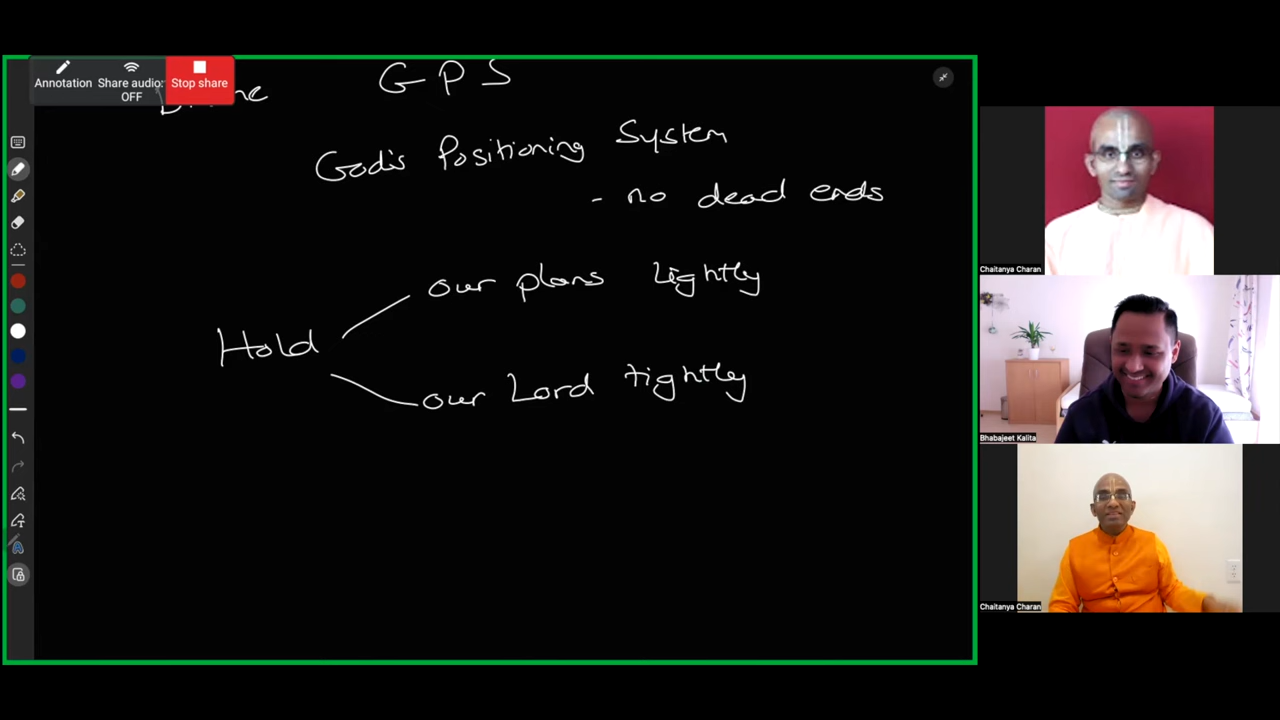 Annotation
Share audio:
OFF
Stop share
GPS
God's Positioning System
- no dead ends
our plans lightly
Hold
our Lord tightly
Chaitanya Charan
Bhabajeet Kalita
Chaitanya Charan